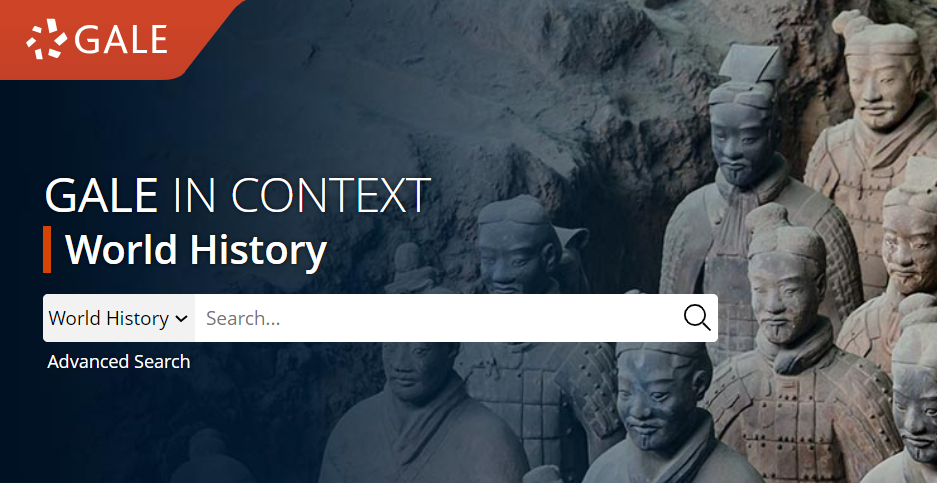 GALE
GALE IN CONTEXT
World History
World History Search...
Advanced Search